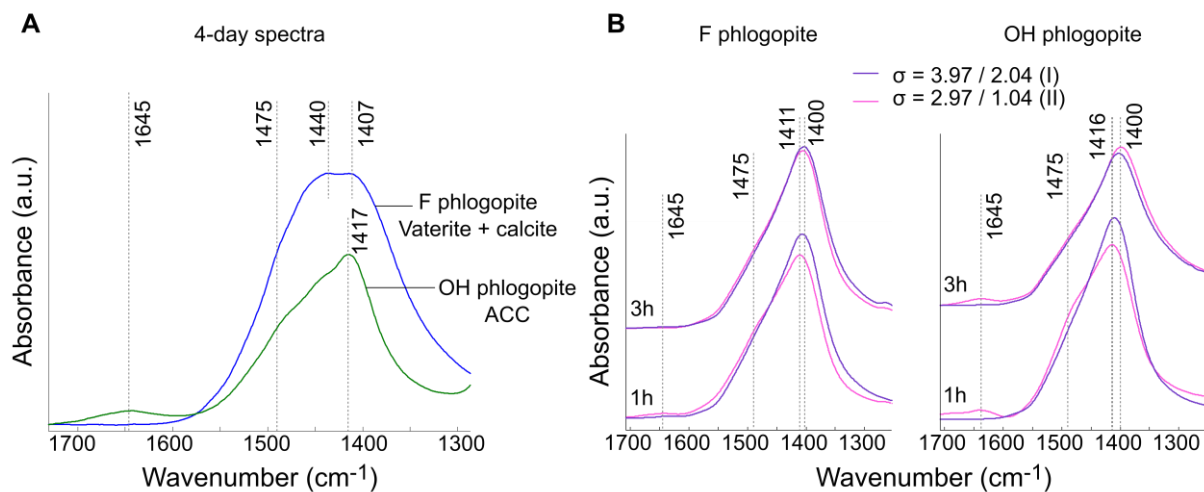 A
4-day spectra
1645
1475
1440
1407
1417
F phlogopite
Vaterite + calcite
OH phlogopite
ACC
Absorbance (a.u.)
1700
1600
1500
1400
1300
Wavenumber (cm⁻¹)
B
F phlogopite
OH phlogopite
σ = 3.97 / 2.04 (I)
σ = 2.97 / 1.04 (II)
1645
1475
1411
1400
3h
1h
1645
1475
1416
1400
3h
1h
Absorbance (a.u.)
1700
1600
1500
1400
1300
1700
1600
1500
1400
1300
Wavenumber (cm⁻¹)